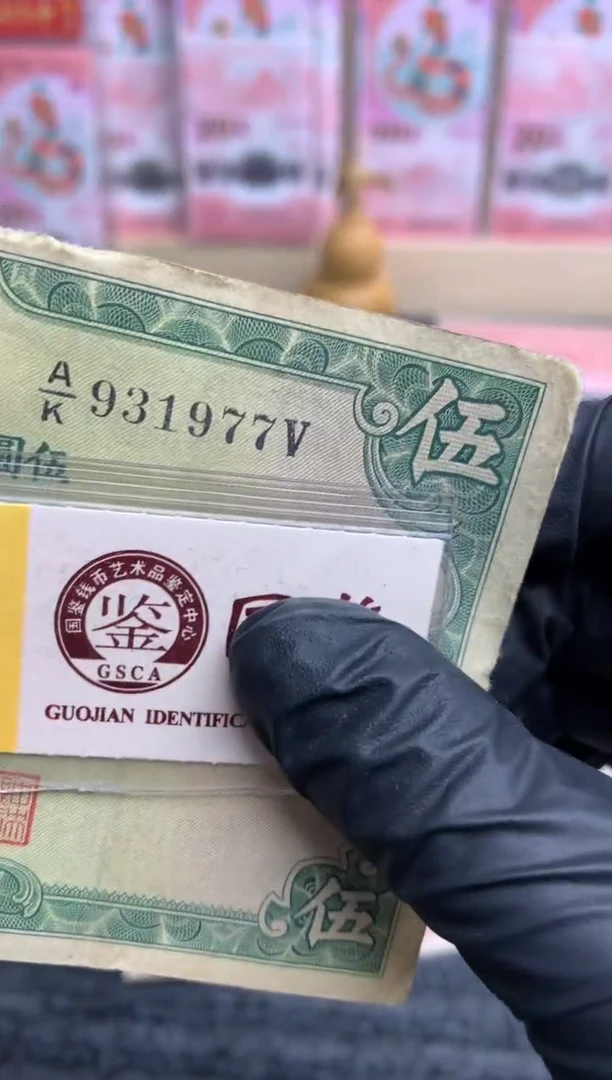 A
K 931977V
伍
圓伍
国鉴钱币艺术品鉴定中心
鉴
GSCA
GUOJIAN IDENTIFIC
伍